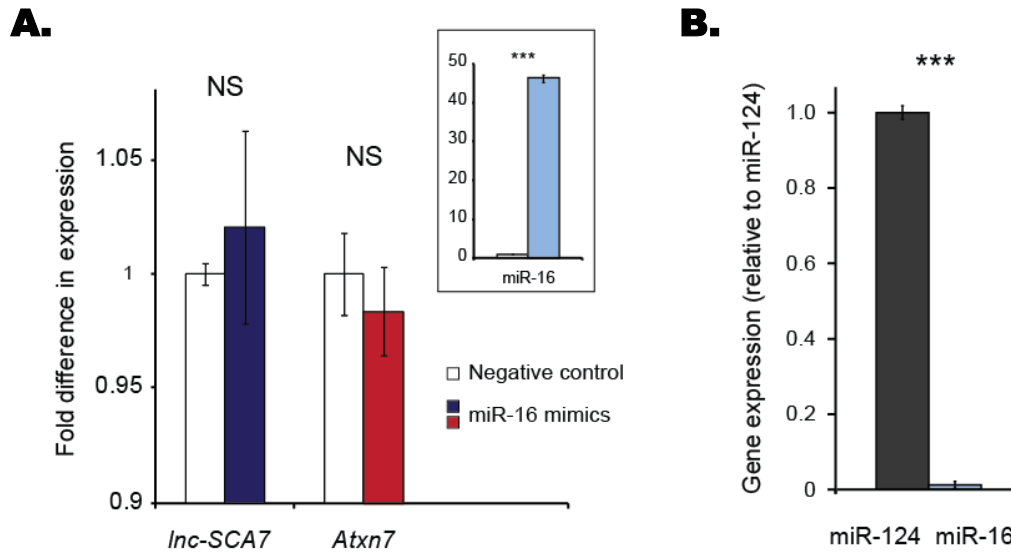 A.
NS
NS
Fold difference in expression
1.05
1
0.95
0.9
lnc-SCA7 Atxn7
***
50
40
30
20
10
0
miR-16
Negative control
miR-16 mimics
B.
***
Gene expression (relative to miR-124)
1.0
0.8
0.6
0.4
0.2
0
miR-124 miR-16